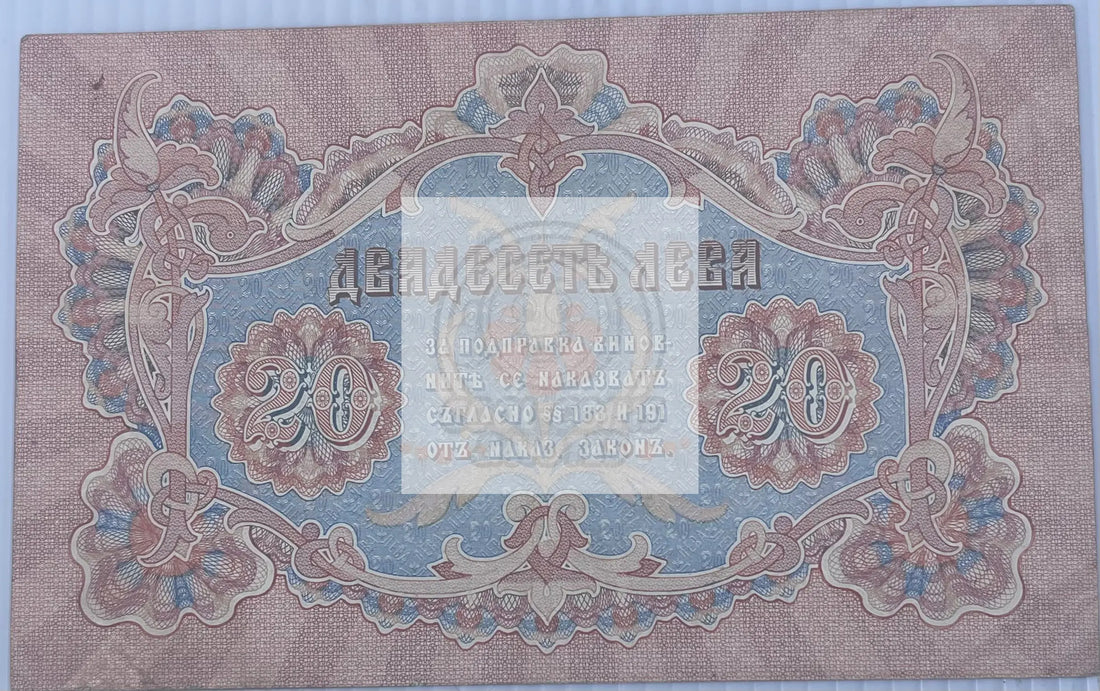 ДВАДЕСЕТЬ ЛЕВА
20
20
ЗА ПОДПРАВКА ВИНОВ-
НИТѢ СЕ НАКАЗВАТЪ
СЪГЛАСНО §§ 183 И 191
ОТЪ НАКАЗ. ЗАКОНЪ.